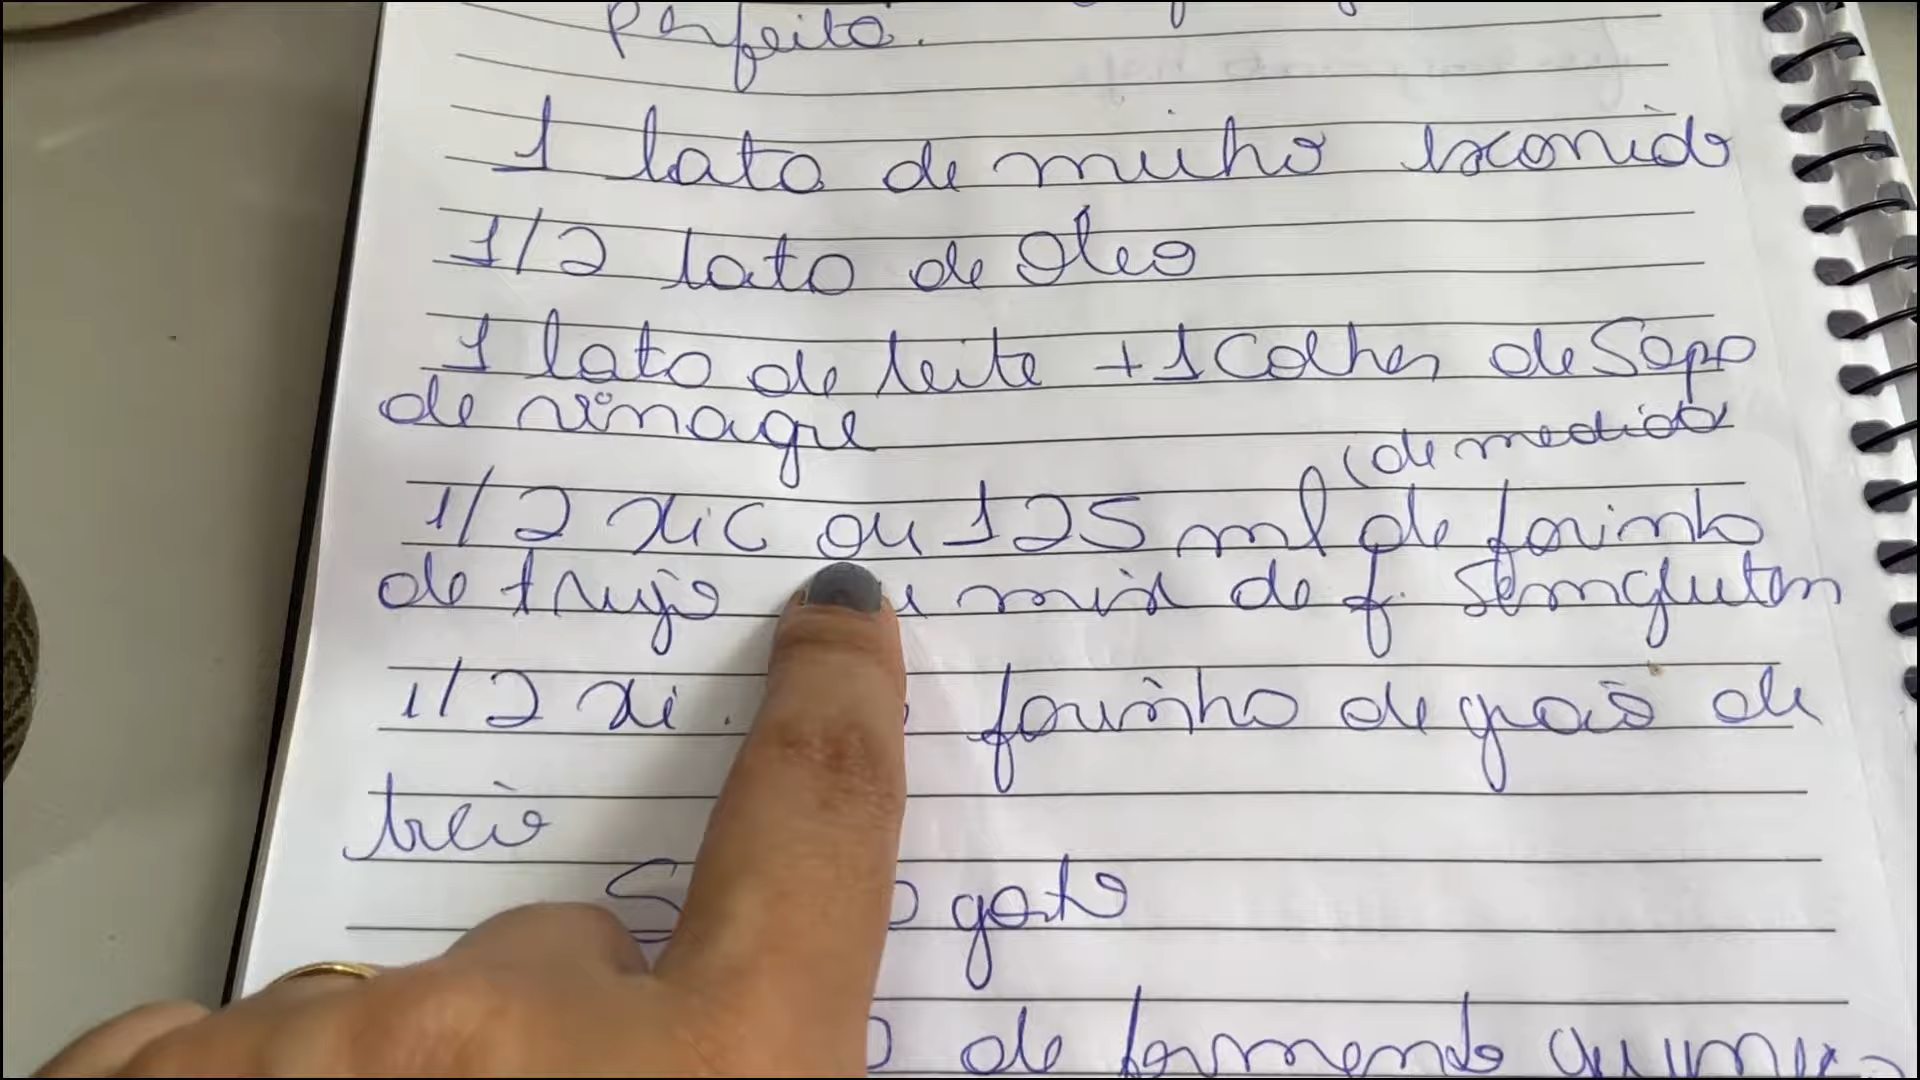 perfeito.
1 lata de milho escorrido
1/2 lata de óleo
1 lata de leite + 1 Colher de Sopa
de vinagre
(de medida
1/2 xic ou 125 ml de farinha
de trigo ou mix de f. Sem gluten
1/2 xi. farinha de grão de
bico
gosto
de fermento